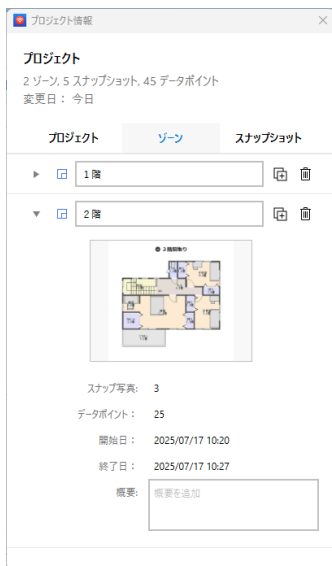 プロジェクト情報
プロジェクト
2 ゾーン, 5 スナップショット, 45 データポイント
変更日： 今日
プロジェクト ゾーン スナップショット
1 階
2 階
2 階間取り
スナップ写真: 3
データポイント： 25
開始日： 2025/07/17 10:20
終了日： 2025/07/17 10:27
概要: 概要を追加